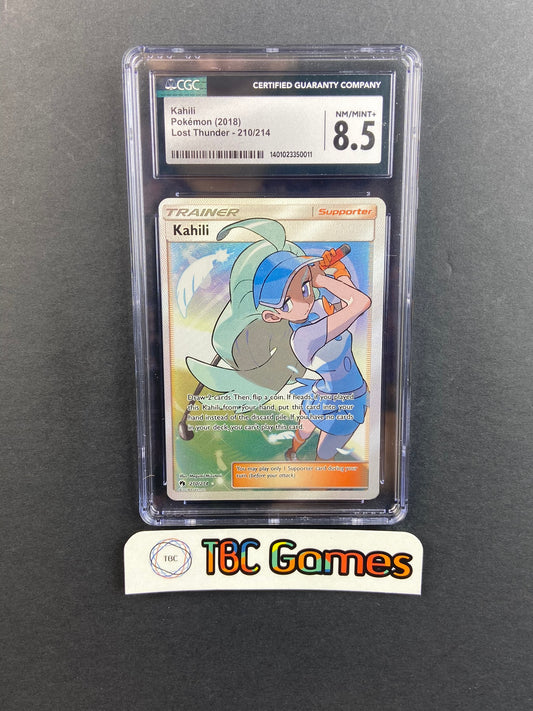 CGC
CERTIFIED GUARANTY COMPANY
Kahili
Pokémon (2018)
Lost Thunder - 210/214
NM/MINT+
8.5
1401023350011
TRAINER
Supporter
Kahili
Draw 2 cards. Then, flip a coin. If heads, if you played
this Kahili from your hand, put this card into your
hand instead of the discard pile. If you have no cards
in your deck, you can't play this card.
You may play only 1 Supporter card during your
turn (before your attack).
210/214
TBC
TBC Games